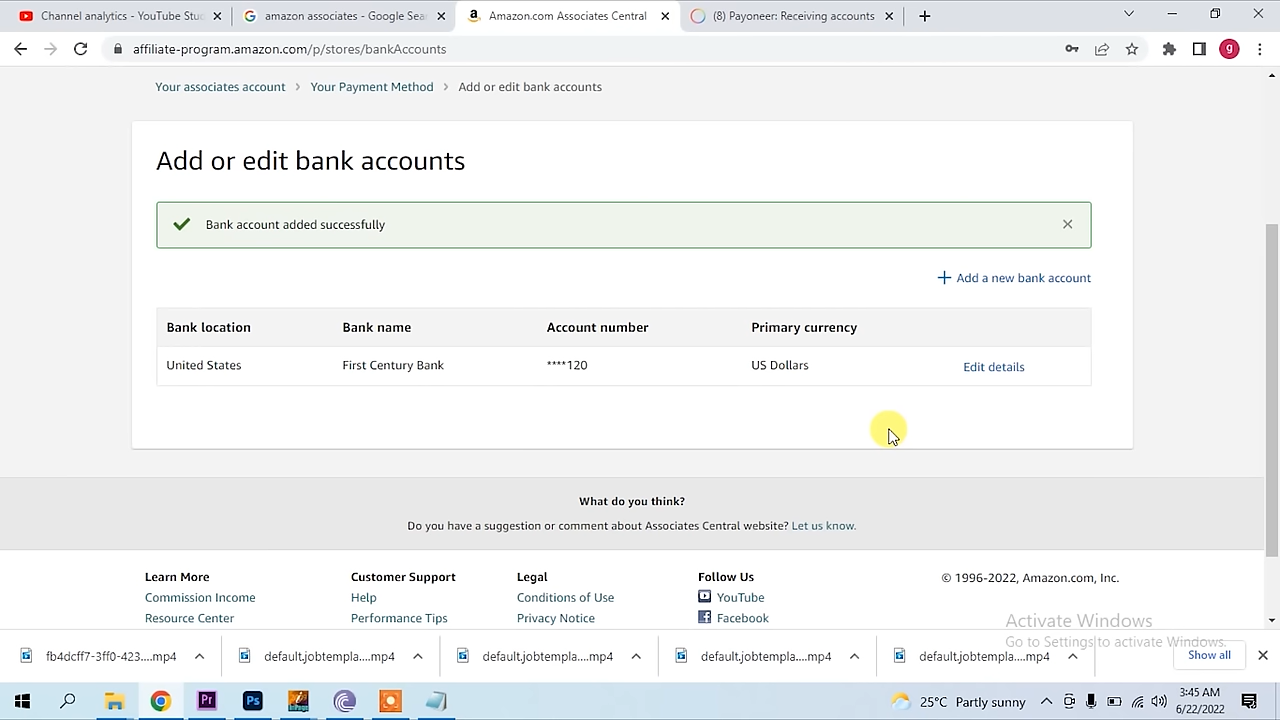 Channel analytics - YouTube Stu
amazon associates - Google Sea
Amazon.com Associates Central
(8) Payoneer: Receiving accounts
affiliate-program.amazon.com/p/stores/bankAccounts
g
Your associates account > Your Payment Method > Add or edit bank accounts
Add or edit bank accounts
Bank account added successfully
+ Add a new bank account
Bank location Bank name Account number Primary currency
United States First Century Bank ****120 US Dollars Edit details
What do you think?
Do you have a suggestion or comment about Associates Central website? Let us know.
Learn More Customer Support Legal Follow Us © 1996-2022, Amazon.com, Inc.
Commission Income Help Conditions of Use YouTube
Resource Center Performance Tips Privacy Notice Facebook
Activate Windows
Go to Settings to activate Windows.
fb4dcff7-3ff0-423....mp4 default.jobtempla....mp4 default.jobtempla....mp4 default.jobtempla....mp4 default.jobtempla....mp4 Show all
Pr Ps
25°C Partly sunny
3:45 AM
6/22/2022